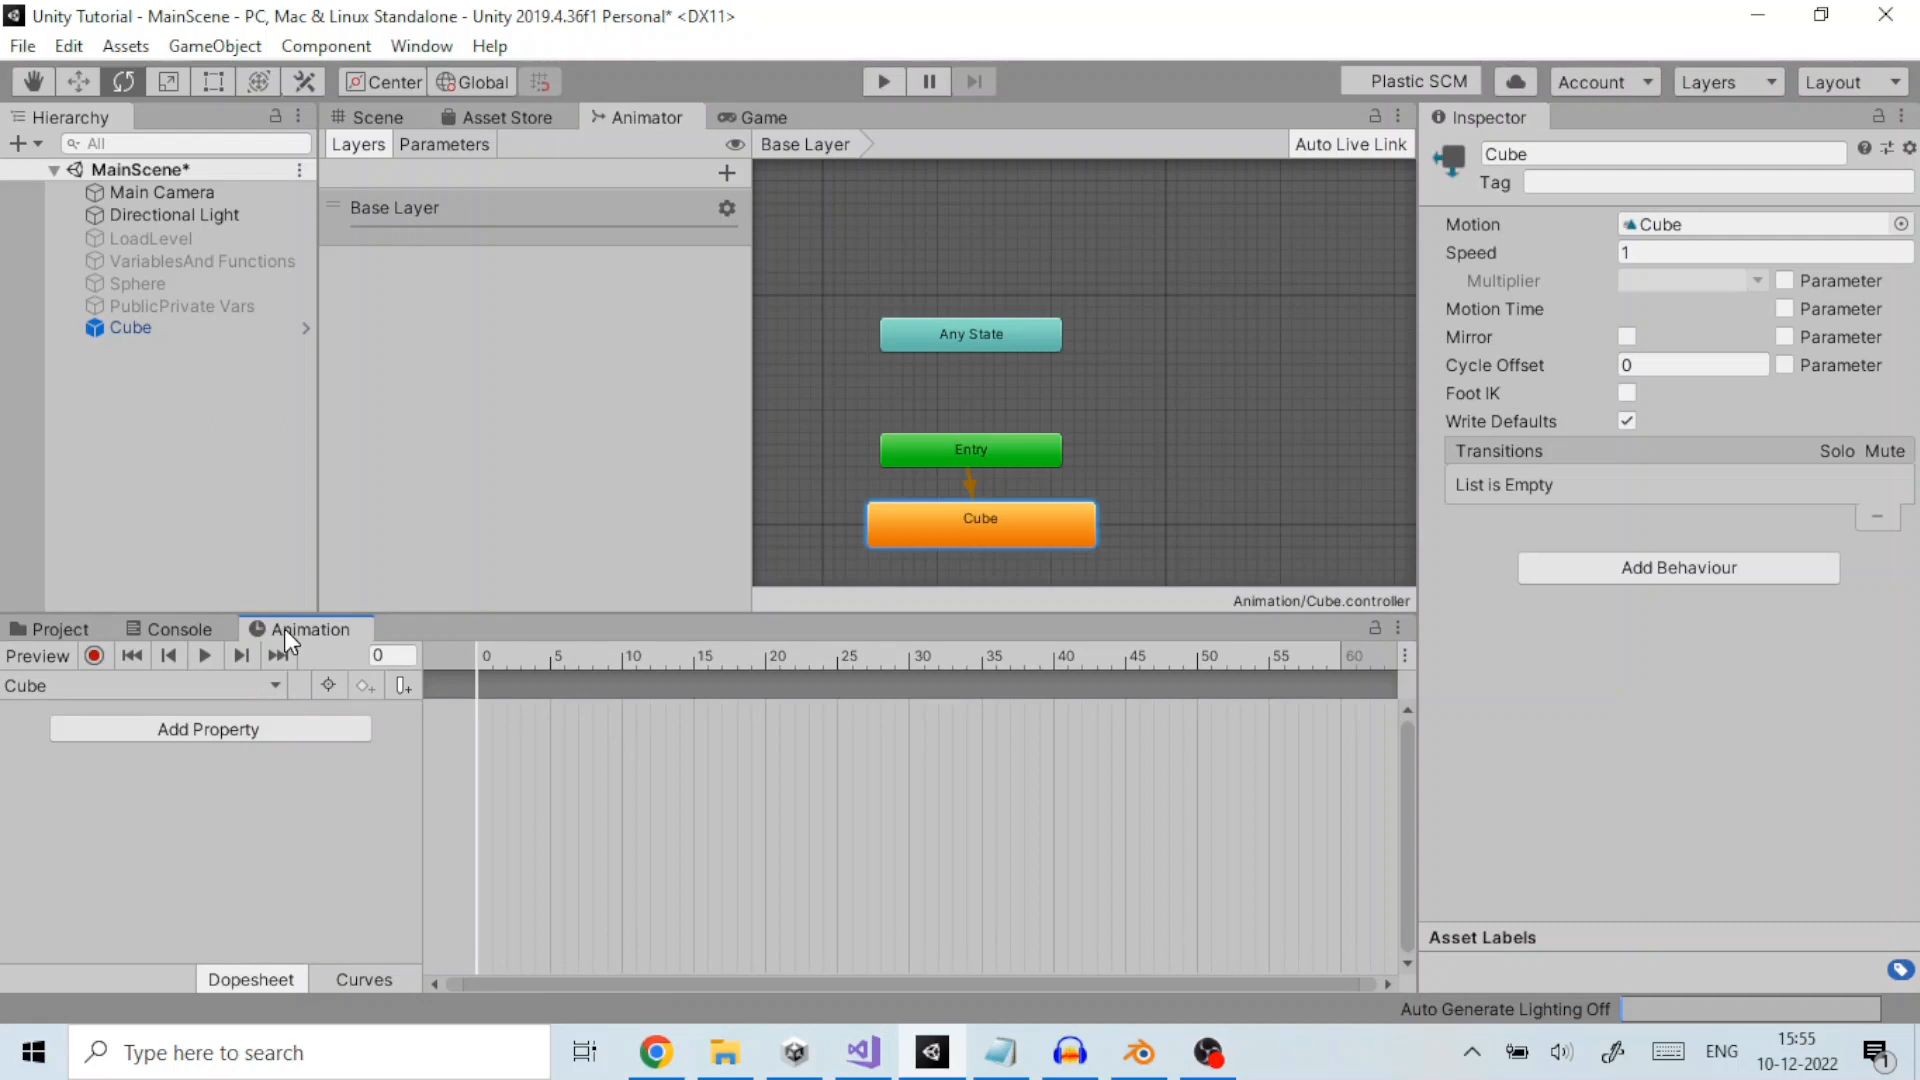 Unity Tutorial - MainScene - PC, Mac & Linux Standalone - Unity 2019.4.36f1 Personal* <DX11>
File Edit Assets GameObject Component Window Help
Center Global Plastic SCM Account Layers Layout
Hierarchy
All
MainScene*
Main Camera
Directional Light
LoadLevel
VariablesAnd Functions
Sphere
PublicPrivate Vars
Cube
Scene Asset Store Animator Game
Layers Parameters Base Layer Auto Live Link
Base Layer
Any State
Entry
Cube
Animation/Cube.controller
Inspector
Cube
Tag
Motion Cube
Speed 1
Multiplier Parameter
Motion Time Parameter
Mirror Parameter
Cycle Offset 0 Parameter
Foot IK
Write Defaults
Transitions Solo Mute
List is Empty
Add Behaviour
Asset Labels
Project Console Animation
Preview 0 0 5 10 15 20 25 30 35 40 45 50 55 60
Cube
Add Property
Dopesheet Curves
Auto Generate Lighting Off
Type here to search
ENG
15:55
10-12-2022
1